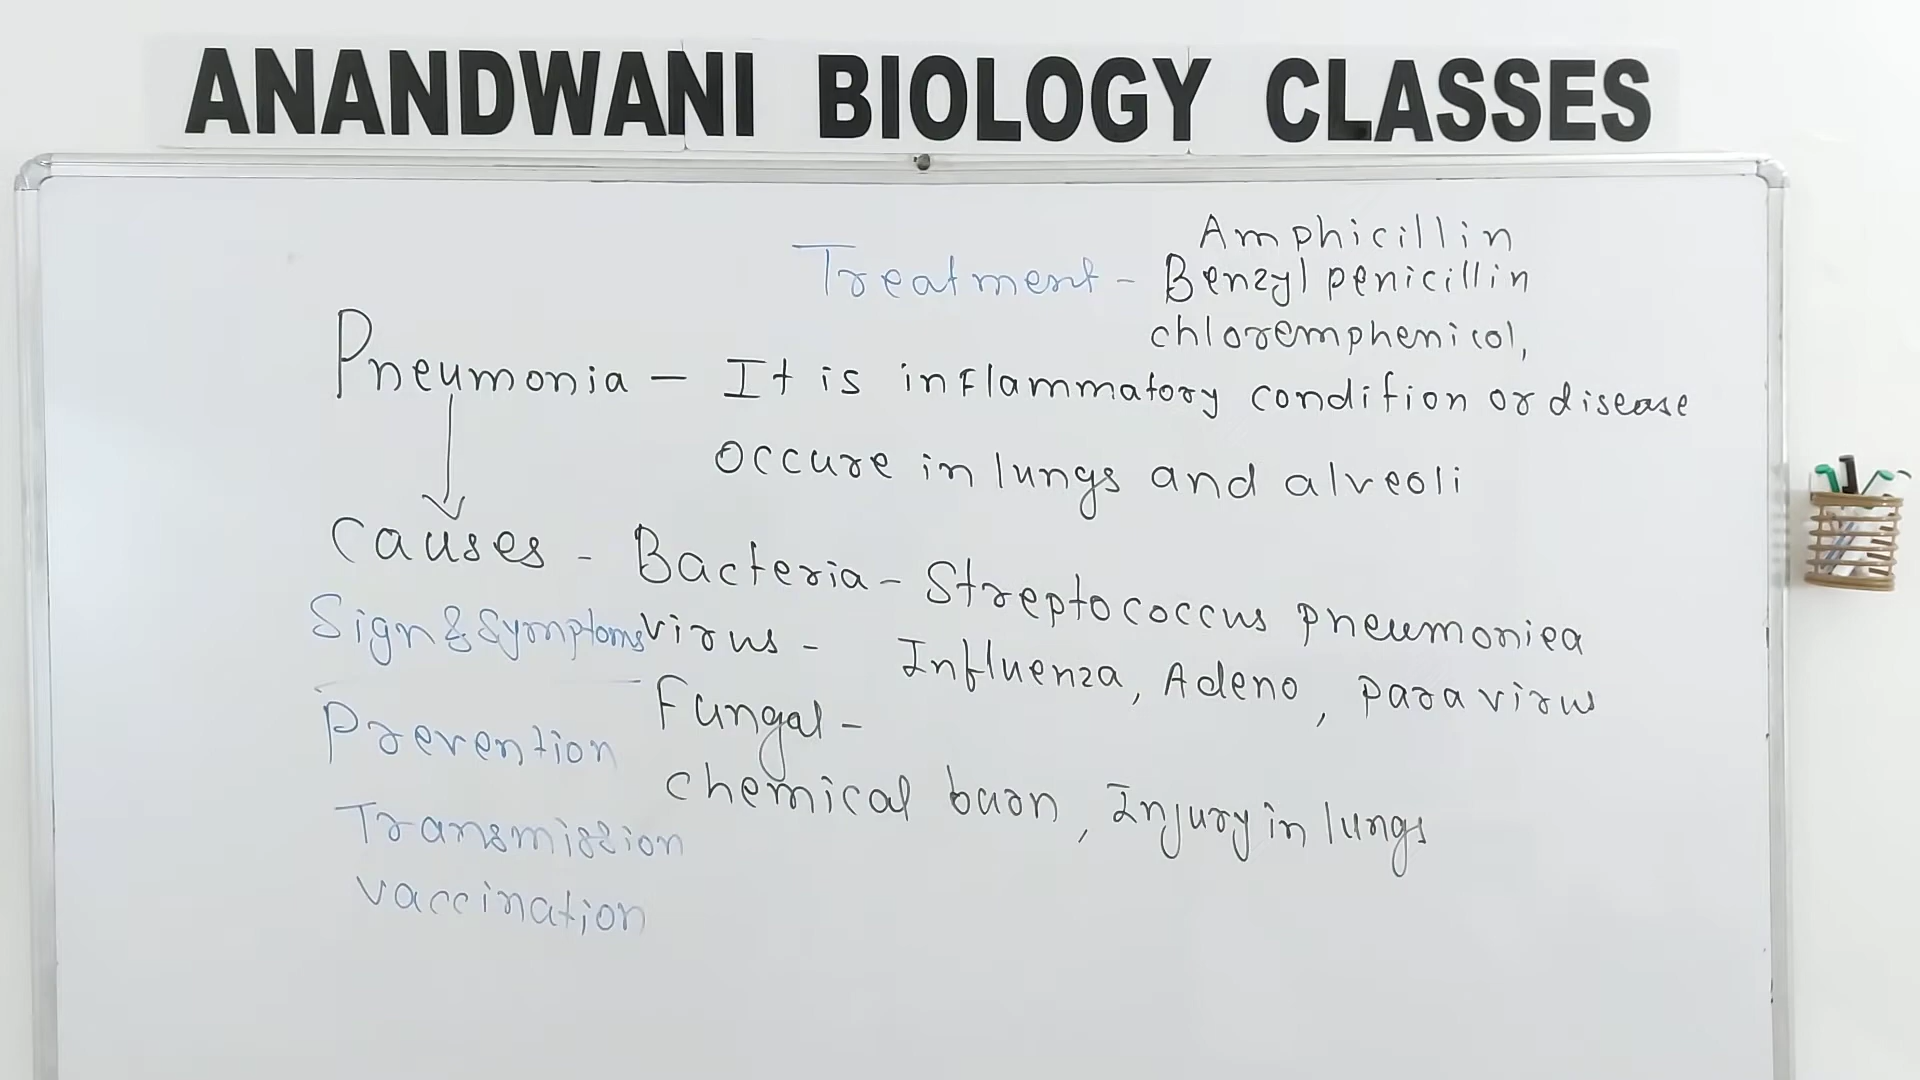 ANANDWANI BIOLOGY CLASSES
Amphicillin
Treatment - Benzyl penicillin
chloremphenicol,
Pneumonia - It is inflammatory condition or disease
occure in lungs and alveoli
Causes - Bacteria - Streptococcus pneumoniea
Sign & Symptoms virus - Influenza, Adeno, para virus
Fungal -
Prevention
chemical burn, Injury in lungs
Transmission
vaccination